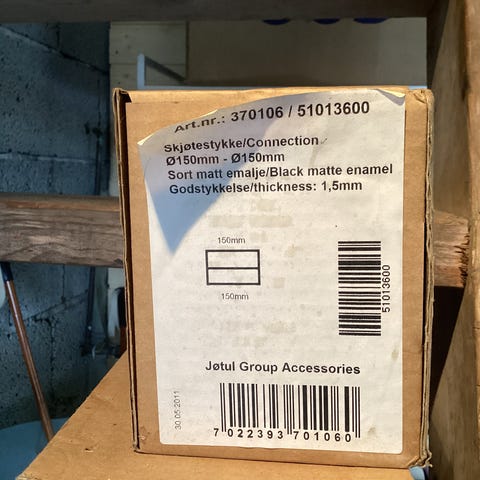 Art.nr.: 370106 / 51013600
Skjøtestykke/Connection
Ø150mm - Ø150mm
Sort matt emalje/Black matte enamel
Godstykkelse/thickness: 1,5mm
150mm
150mm
51013600
Jøtul Group Accessories
30.05.2011
7 022393 701060